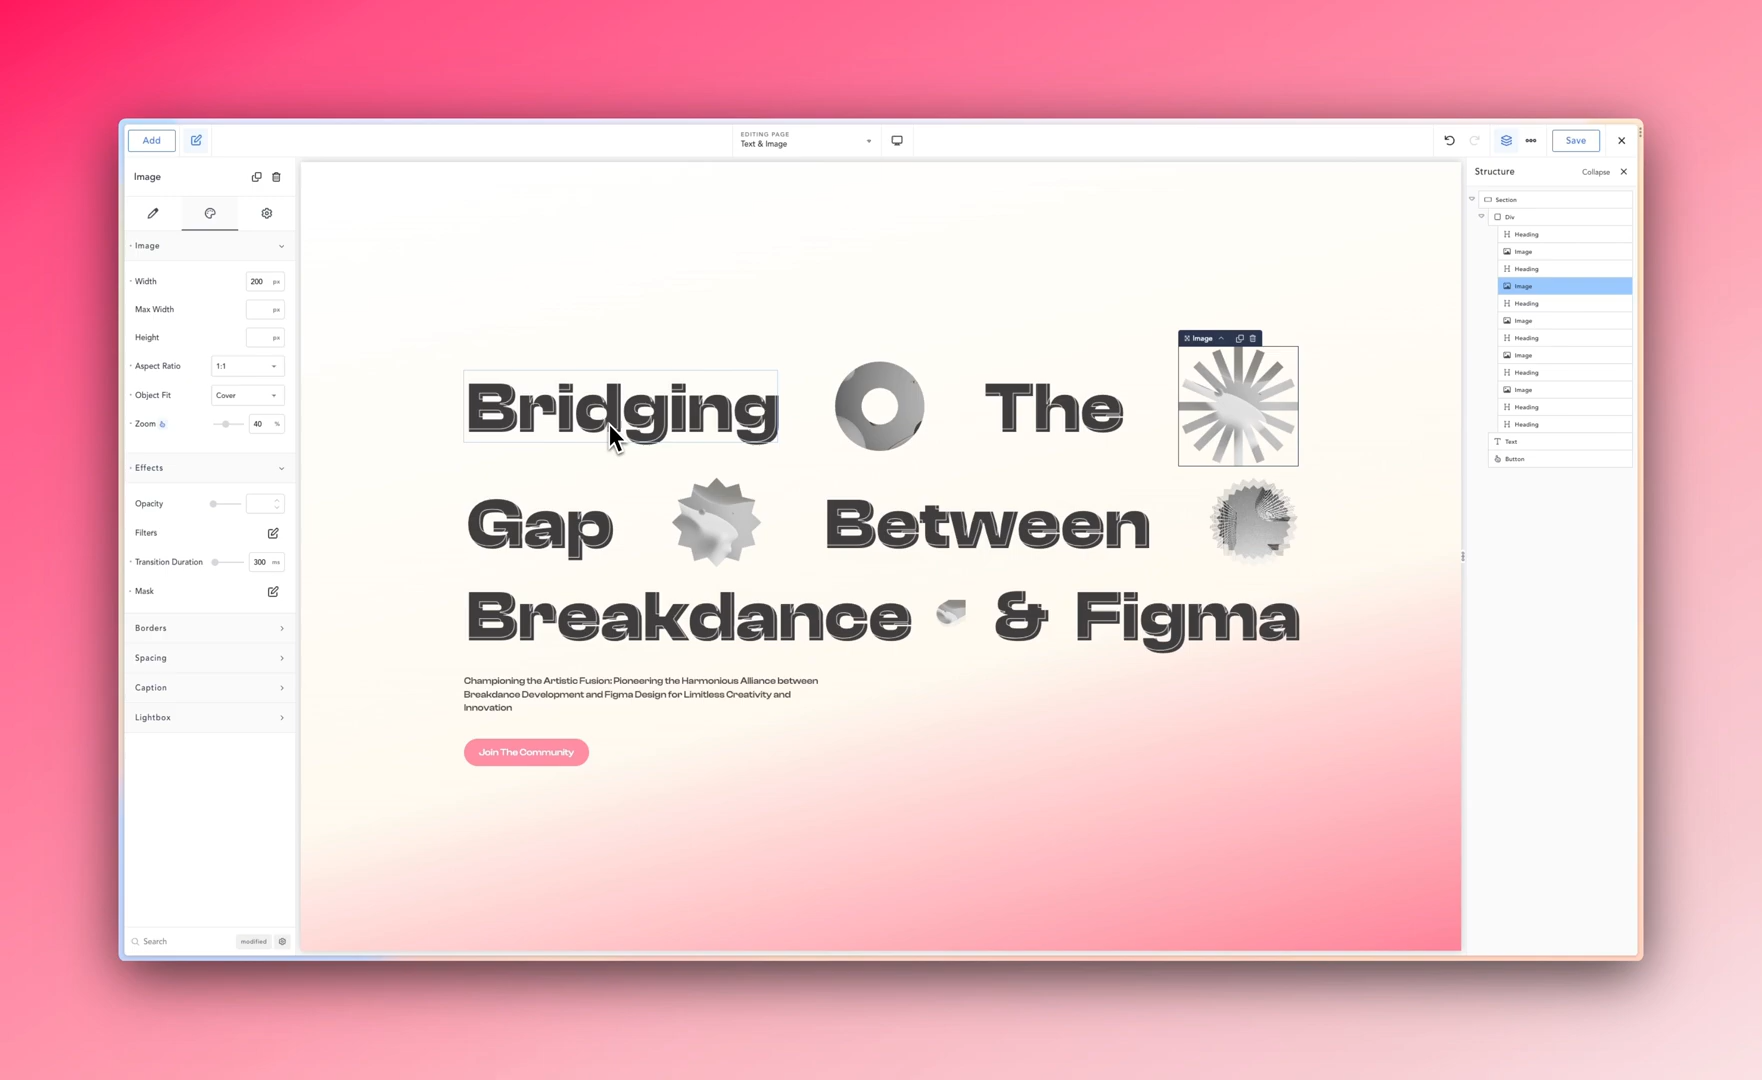 Add
EDITING PAGE
Text & Image
Save
Image
Image
Width 200 px
Max Width px
Height px
Aspect Ratio 1:1
Object Fit Cover
Zoom 40 %
Effects
Opacity
Filters
Transition Duration 300 ms
Mask
Borders
Spacing
Caption
Lightbox
Search modified
Image
Bridging The
Gap Between
Breakdance & Figma
Championing the Artistic Fusion: Pioneering the Harmonious Alliance between
Breakdance Development and Figma Design for Limitless Creativity and
Innovation
Join The Community
Structure Collapse
Section
Div
Heading
Image
Heading
Image
Heading
Image
Heading
Image
Heading
Image
Heading
Heading
Text
Button